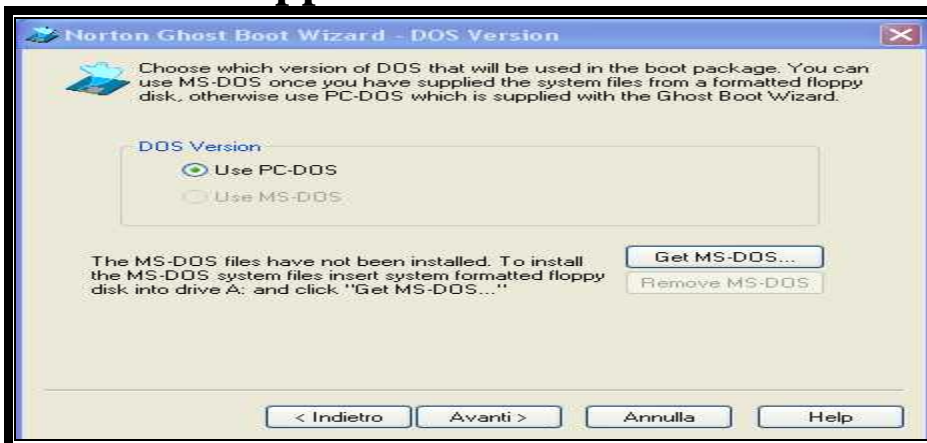 Norton Ghost Boot Wizard - DOS Version
Choose which version of DOS that will be used in the boot package. You can
use MS-DOS once you have supplied the system files from a formatted floppy
disk, otherwise use PC-DOS which is supplied with the Ghost Boot Wizard.
DOS Version
Use PC-DOS
Use MS-DOS
The MS-DOS files have not been installed. To install
the MS-DOS system files insert system formatted floppy
disk into drive A: and click "Get MS-DOS..."
Get MS-DOS...
Remove MS-DOS
< Indietro
Avanti >
Annulla
Help